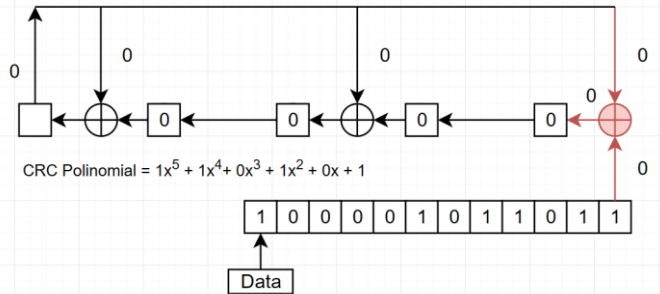 0 0 0 0
0
0 0 0 0
CRC Polinomial = 1x⁵ + 1x⁴+ 0x³ + 1x² + 0x + 1
0
1 0 0 0 0 1 0 1 1 0 1 1
Data